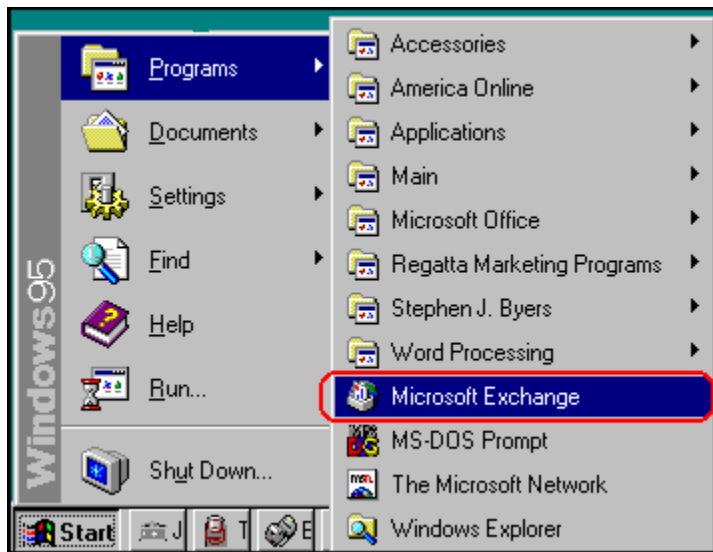 Windows95
Programs
Documents
Settings
Find
Help
Run...
Shut Down...
Accessories
America Online
Applications
Main
Microsoft Office
Regatta Marketing Programs
Stephen J. Byers
Word Processing
Microsoft Exchange
MS-DOS Prompt
The Microsoft Network
Windows Explorer
Start
J
T
E